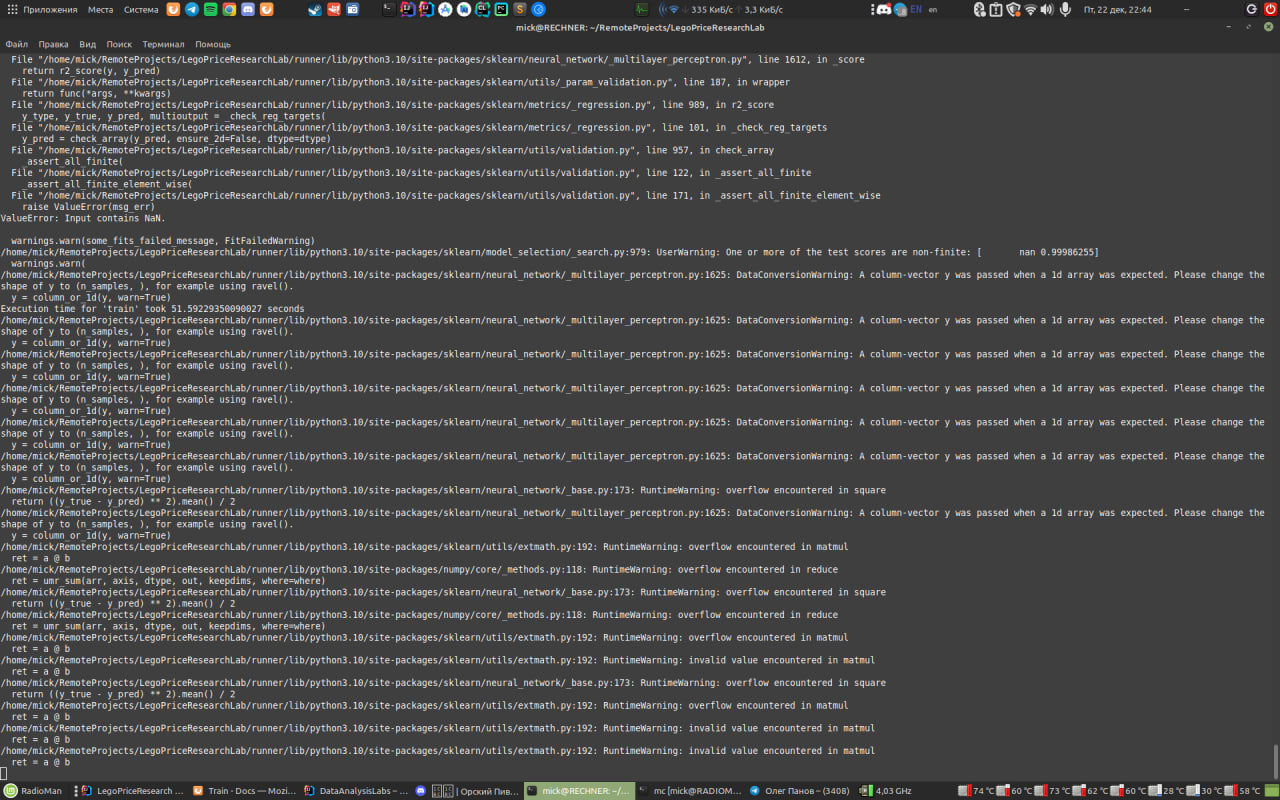 Приложения Места Система 335 КиБ/с 3,3 КиБ/с EN en Пт, 22 дек, 22:44
mick@RECHNER: ~/RemoteProjects/LegoPriceResearchLab
Файл Правка Вид Поиск Терминал Помощь
File "/home/mick/RemoteProjects/LegoPriceResearchLab/runner/lib/python3.10/site-packages/sklearn/neural_network/_multilayer_perceptron.py", line 1612, in _score
return r2_score(y, y_pred)
File "/home/mick/RemoteProjects/LegoPriceResearchLab/runner/lib/python3.10/site-packages/sklearn/utils/_param_validation.py", line 187, in wrapper
return func(*args, **kwargs)
File "/home/mick/RemoteProjects/LegoPriceResearchLab/runner/lib/python3.10/site-packages/sklearn/metrics/_regression.py", line 989, in r2_score
y_type, y_true, y_pred, multioutput = _check_reg_targets(
File "/home/mick/RemoteProjects/LegoPriceResearchLab/runner/lib/python3.10/site-packages/sklearn/metrics/_regression.py", line 101, in _check_reg_targets
y_pred = check_array(y_pred, ensure_2d=False, dtype=dtype)
File "/home/mick/RemoteProjects/LegoPriceResearchLab/runner/lib/python3.10/site-packages/sklearn/utils/validation.py", line 957, in check_array
_assert_all_finite(
File "/home/mick/RemoteProjects/LegoPriceResearchLab/runner/lib/python3.10/site-packages/sklearn/utils/validation.py", line 122, in _assert_all_finite
_assert_all_finite_element_wise(
File "/home/mick/RemoteProjects/LegoPriceResearchLab/runner/lib/python3.10/site-packages/sklearn/utils/validation.py", line 171, in _assert_all_finite_element_wise
raise ValueError(msg_err)
ValueError: Input contains NaN.
warnings.warn(some_fits_failed_message, FitFailedWarning)
/home/mick/RemoteProjects/LegoPriceResearchLab/runner/lib/python3.10/site-packages/sklearn/model_selection/_search.py:979: UserWarning: One or more of the test scores are non-finite: [ nan 0.99986255]
warnings.warn(
/home/mick/RemoteProjects/LegoPriceResearchLab/runner/lib/python3.10/site-packages/sklearn/neural_network/_multilayer_perceptron.py:1625: DataConversionWarning: A column-vector y was passed when a 1d array was expected. Please change the
shape of y to (n_samples, ), for example using ravel().
y = column_or_1d(y, warn=True)
Execution time for 'train' took 51.59229350090027 seconds
/home/mick/RemoteProjects/LegoPriceResearchLab/runner/lib/python3.10/site-packages/sklearn/neural_network/_multilayer_perceptron.py:1625: DataConversionWarning: A column-vector y was passed when a 1d array was expected. Please change the
shape of y to (n_samples, ), for example using ravel().
y = column_or_1d(y, warn=True)
/home/mick/RemoteProjects/LegoPriceResearchLab/runner/lib/python3.10/site-packages/sklearn/neural_network/_multilayer_perceptron.py:1625: DataConversionWarning: A column-vector y was passed when a 1d array was expected. Please change the
shape of y to (n_samples, ), for example using ravel().
y = column_or_1d(y, warn=True)
/home/mick/RemoteProjects/LegoPriceResearchLab/runner/lib/python3.10/site-packages/sklearn/neural_network/_multilayer_perceptron.py:1625: DataConversionWarning: A column-vector y was passed when a 1d array was expected. Please change the
shape of y to (n_samples, ), for example using ravel().
y = column_or_1d(y, warn=True)
/home/mick/RemoteProjects/LegoPriceResearchLab/runner/lib/python3.10/site-packages/sklearn/neural_network/_multilayer_perceptron.py:1625: DataConversionWarning: A column-vector y was passed when a 1d array was expected. Please change the
shape of y to (n_samples, ), for example using ravel().
y = column_or_1d(y, warn=True)
/home/mick/RemoteProjects/LegoPriceResearchLab/runner/lib/python3.10/site-packages/sklearn/neural_network/_multilayer_perceptron.py:1625: DataConversionWarning: A column-vector y was passed when a 1d array was expected. Please change the
shape of y to (n_samples, ), for example using ravel().
y = column_or_1d(y, warn=True)
/home/mick/RemoteProjects/LegoPriceResearchLab/runner/lib/python3.10/site-packages/sklearn/neural_network/_base.py:173: RuntimeWarning: overflow encountered in square
return ((y_true - y_pred) ** 2).mean() / 2
/home/mick/RemoteProjects/LegoPriceResearchLab/runner/lib/python3.10/site-packages/sklearn/neural_network/_multilayer_perceptron.py:1625: DataConversionWarning: A column-vector y was passed when a 1d array was expected. Please change the
shape of y to (n_samples, ), for example using ravel().
y = column_or_1d(y, warn=True)
/home/mick/RemoteProjects/LegoPriceResearchLab/runner/lib/python3.10/site-packages/sklearn/utils/extmath.py:192: RuntimeWarning: overflow encountered in matmul
ret = a @ b
/home/mick/RemoteProjects/LegoPriceResearchLab/runner/lib/python3.10/site-packages/numpy/core/_methods.py:118: RuntimeWarning: overflow encountered in reduce
ret = umr_sum(arr, axis, dtype, out, keepdims, where=where)
/home/mick/RemoteProjects/LegoPriceResearchLab/runner/lib/python3.10/site-packages/sklearn/neural_network/_base.py:173: RuntimeWarning: overflow encountered in square
return ((y_true - y_pred) ** 2).mean() / 2
/home/mick/RemoteProjects/LegoPriceResearchLab/runner/lib/python3.10/site-packages/numpy/core/_methods.py:118: RuntimeWarning: overflow encountered in reduce
ret = umr_sum(arr, axis, dtype, out, keepdims, where=where)
/home/mick/RemoteProjects/LegoPriceResearchLab/runner/lib/python3.10/site-packages/sklearn/utils/extmath.py:192: RuntimeWarning: overflow encountered in matmul
ret = a @ b
/home/mick/RemoteProjects/LegoPriceResearchLab/runner/lib/python3.10/site-packages/sklearn/utils/extmath.py:192: RuntimeWarning: invalid value encountered in matmul
ret = a @ b
/home/mick/RemoteProjects/LegoPriceResearchLab/runner/lib/python3.10/site-packages/sklearn/neural_network/_base.py:173: RuntimeWarning: overflow encountered in square
return ((y_true - y_pred) ** 2).mean() / 2
/home/mick/RemoteProjects/LegoPriceResearchLab/runner/lib/python3.10/site-packages/sklearn/utils/extmath.py:192: RuntimeWarning: overflow encountered in matmul
ret = a @ b
/home/mick/RemoteProjects/LegoPriceResearchLab/runner/lib/python3.10/site-packages/sklearn/utils/extmath.py:192: RuntimeWarning: invalid value encountered in matmul
ret = a @ b
/home/mick/RemoteProjects/LegoPriceResearchLab/runner/lib/python3.10/site-packages/sklearn/utils/extmath.py:192: RuntimeWarning: invalid value encountered in matmul
ret = a @ b
RadioMan LegoPriceResearch ... Train - Docs — Mozi... DataAnalysisLabs – ... | Орский Пив... mick@RECHNER: ~/... mc [mick@RADIOM... Олег Панов – (3408) 4,03 GHz 74 °C 60 °C 73 °C 62 °C 60 °C 28 °C 30 °C 58 °C